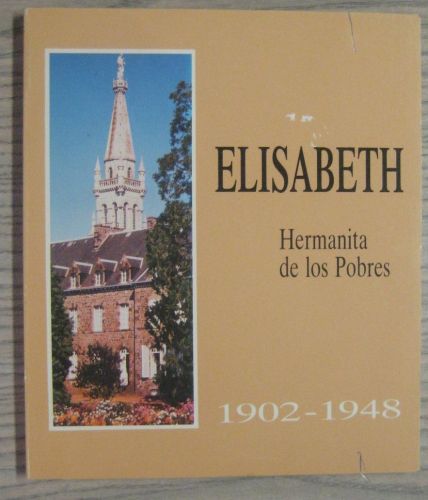 ELISABETH
Hermanita
de los Pobres
1902-1948